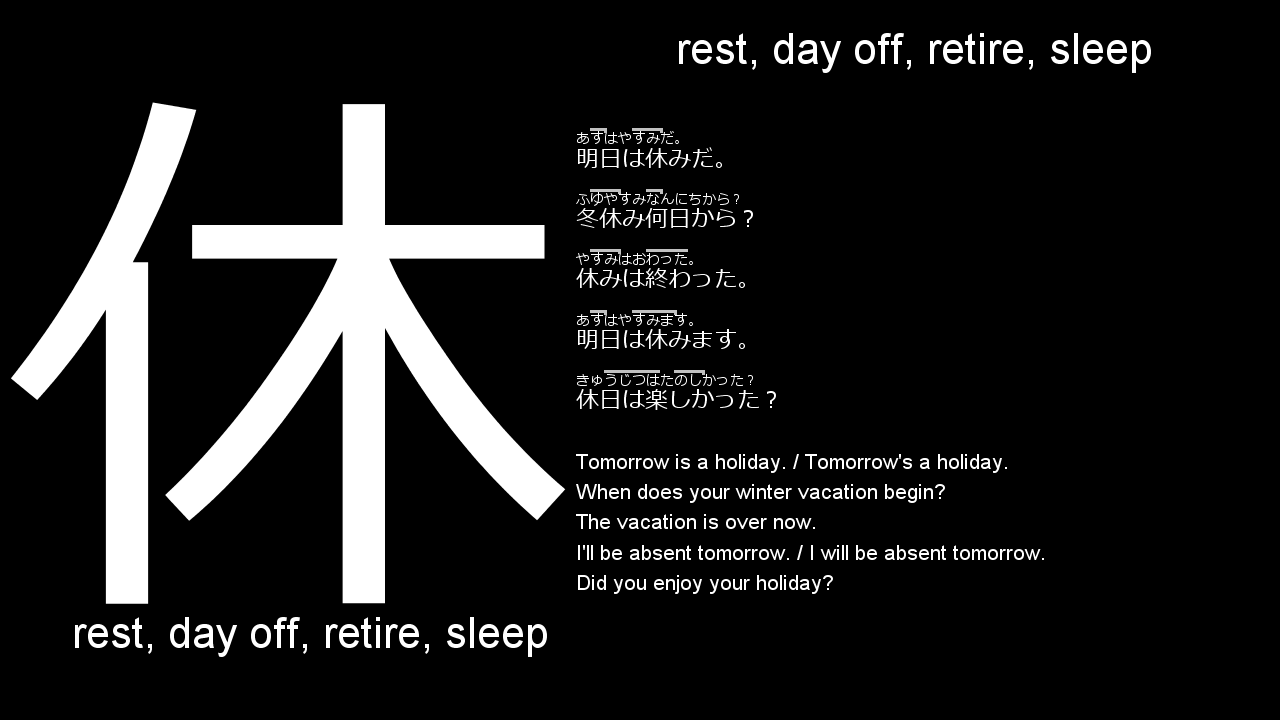 rest, day off, retire, sleep
休
rest, day off, retire, sleep
あすはやすみだ。
明日は休みだ。
ふゆやすみなんにちから？
冬休み何日から？
やすみはおわった。
休みは終わった。
あすはやすみます。
明日は休みます。
きゅうじつはたのしかった？
休日は楽しかった？
Tomorrow is a holiday. / Tomorrow's a holiday.
When does your winter vacation begin?
The vacation is over now.
I'll be absent tomorrow. / I will be absent tomorrow.
Did you enjoy your holiday?